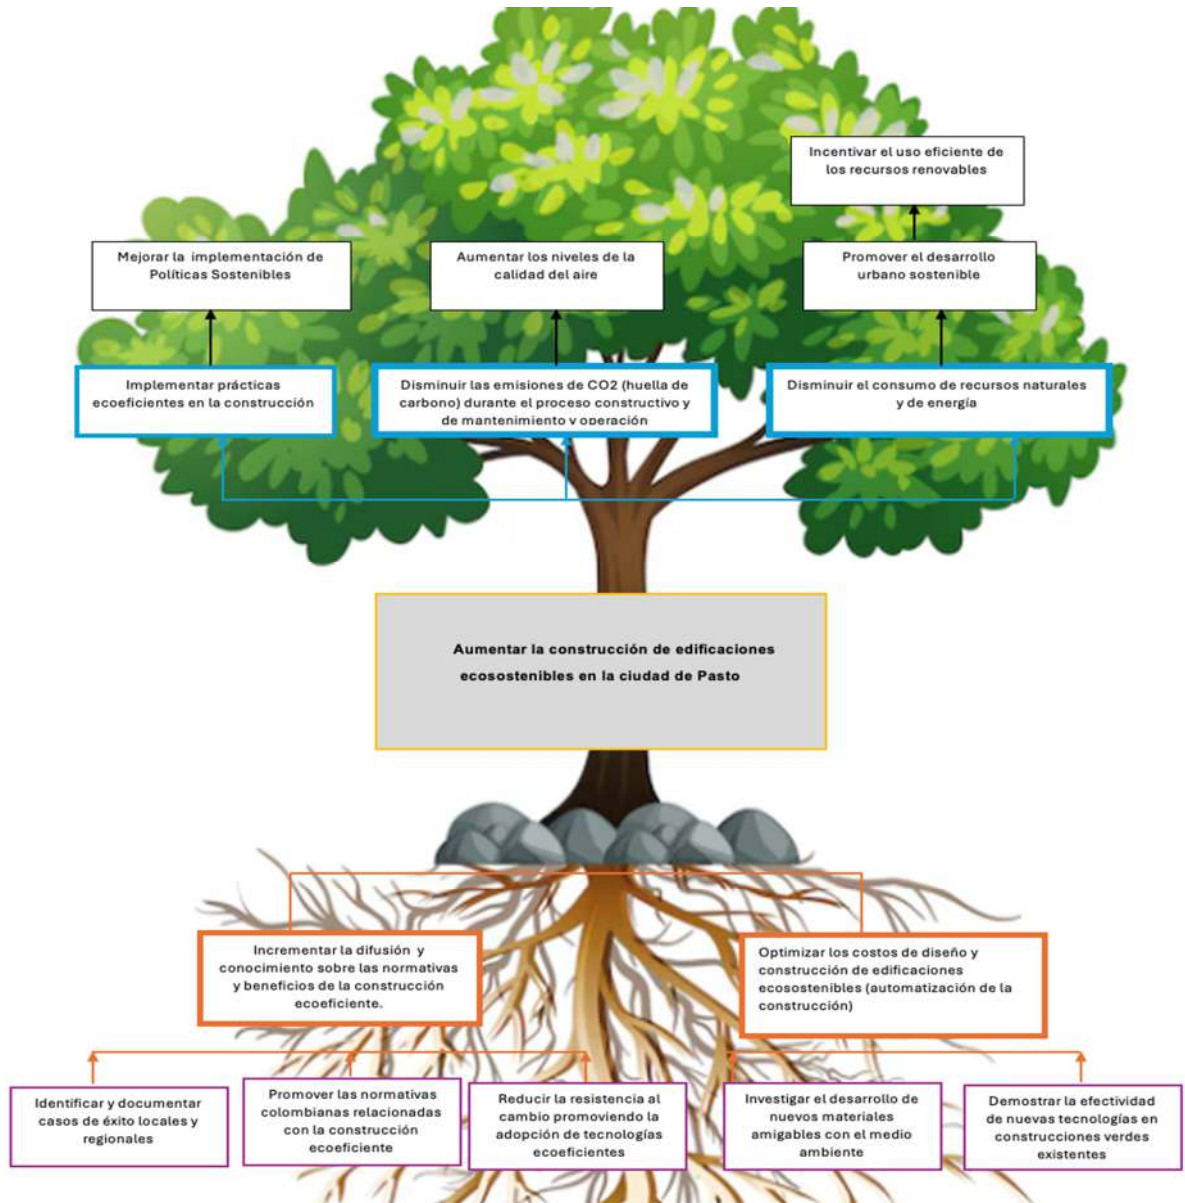 Incentivar el uso eficiente de
los recursos renovables
Mejorar la implementación de
Políticas Sostenibles
Aumentar los niveles de la
calidad del aire
Promover el desarrollo
urbano sostenible
Implementar prácticas
ecoeficientes en la construcción
Disminuir las emisiones de CO2 (huella de
carbono) durante el proceso constructivo y
de mantenimiento y operación
Disminuir el consumo de recursos naturales
y de energía
Aumentar la construcción de edificaciones
ecosostenibles en la ciudad de Pasto
Incrementar la difusión y
conocimiento sobre las normativas
y beneficios de la construcción
ecoeficiente.
Optimizar los costos de diseño y
construcción de edificaciones
ecosostenibles (automatización de la
construcción)
Identificar y documentar
casos de éxito locales y
regionales
Promover las normativas
colombianas relacionadas
con la construcción
ecoeficiente
Reducir la resistencia al
cambio promoviendo la
adopción de tecnologías
ecoeficientes
Investigar el desarrollo de
nuevos materiales
amigables con el medio
ambiente
Demostrar la efectividad
de nuevas tecnologías en
construcciones verdes
existentes